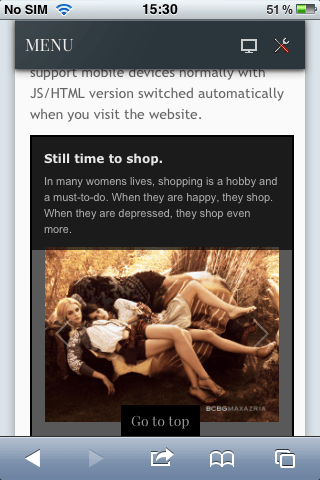 No SIM 15:30 51 %
MENU
support mobile devices normally with
JS/HTML version switched automatically
when you visit the website.
Still time to shop.
In many womens lives, shopping is a hobby and
a must-to-do. When they are happy, they shop.
When they are depressed, they shop even
more.
BCBGMAXAZRIA
Go to top